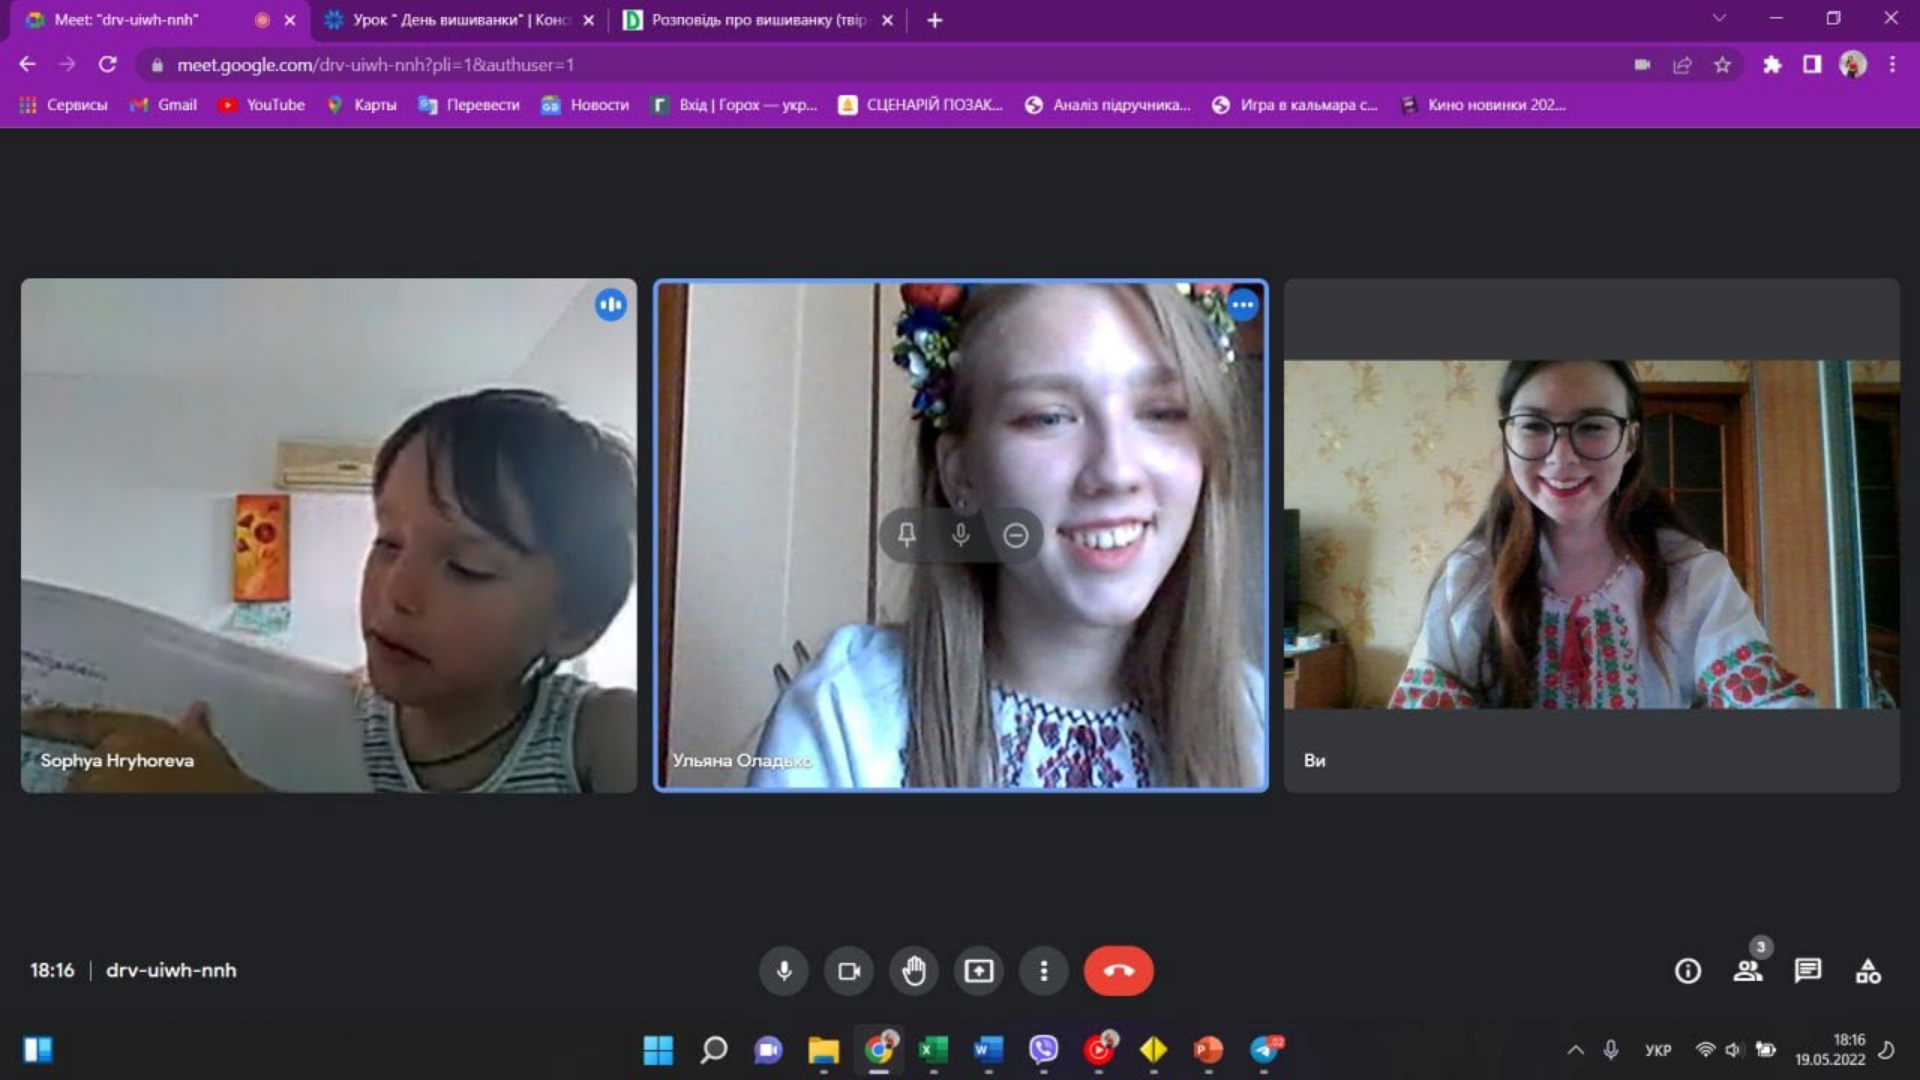 Meet: "drv-uiwh-nnh"
Урок " День вишиванки" | Конс
Розповідь про вишиванку (твір
meet.google.com/drv-uiwh-nnh?pli=1&authuser=1
Сервисы
Gmail
YouTube
Карты
Перевести
Новости
Вхід | Горох — укр...
СЦЕНАРІЙ ПОЗАК...
Аналіз підручника...
Игра в кальмара с...
Кино новинки 202...
Sophya Hryhoreva
Ульяна Оладько
Ви
18:16 | drv-uiwh-nnh
3
УКР
18:16
19.05.2022